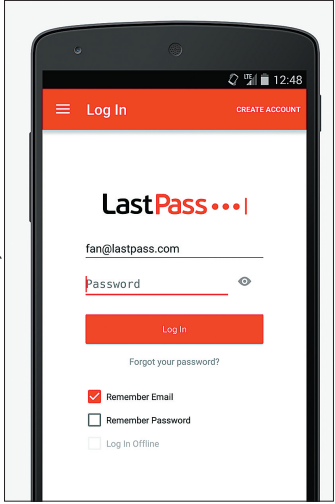 LTE 12:48
Log In CREATE ACCOUNT
LastPass
fan@lastpass.com
Password
Log In
Forgot your password?
Remember Email
Remember Password
Log In Offline